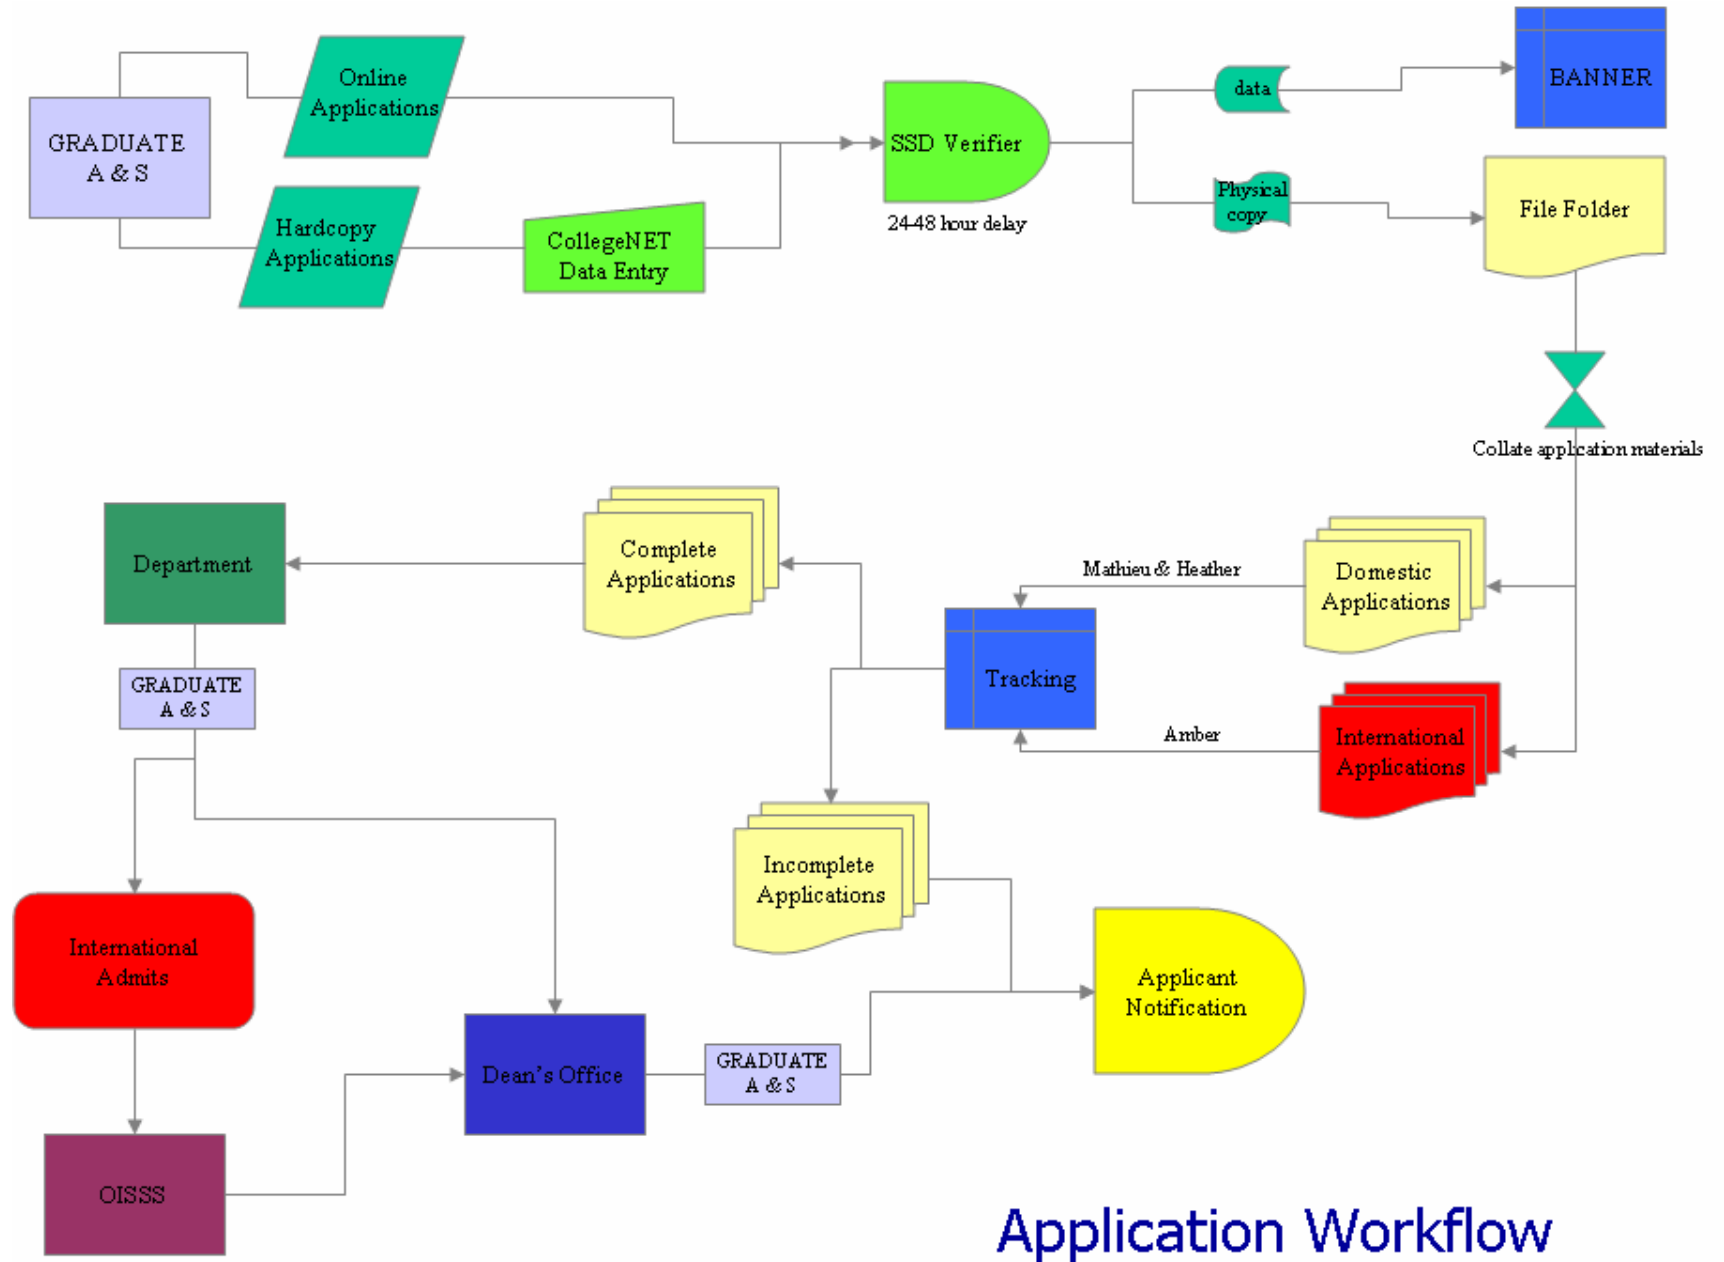 Online
Applications
GRADUATE
A & S
Hardcopy
Applications
CollegeNET
Data Entry
SSD Verifier
24-48 hour delay
data
BANNER
Physical
copy
File Folder
Collate application materials
Domestic
Applications
Mathieu & Heather
International
Applications
Amber
Tracking
Complete
Applications
Department
GRADUATE
A & S
Incomplete
Applications
International
Admits
OISSS
Dean's Office
GRADUATE
A & S
Applicant
Notification
Application Workflow